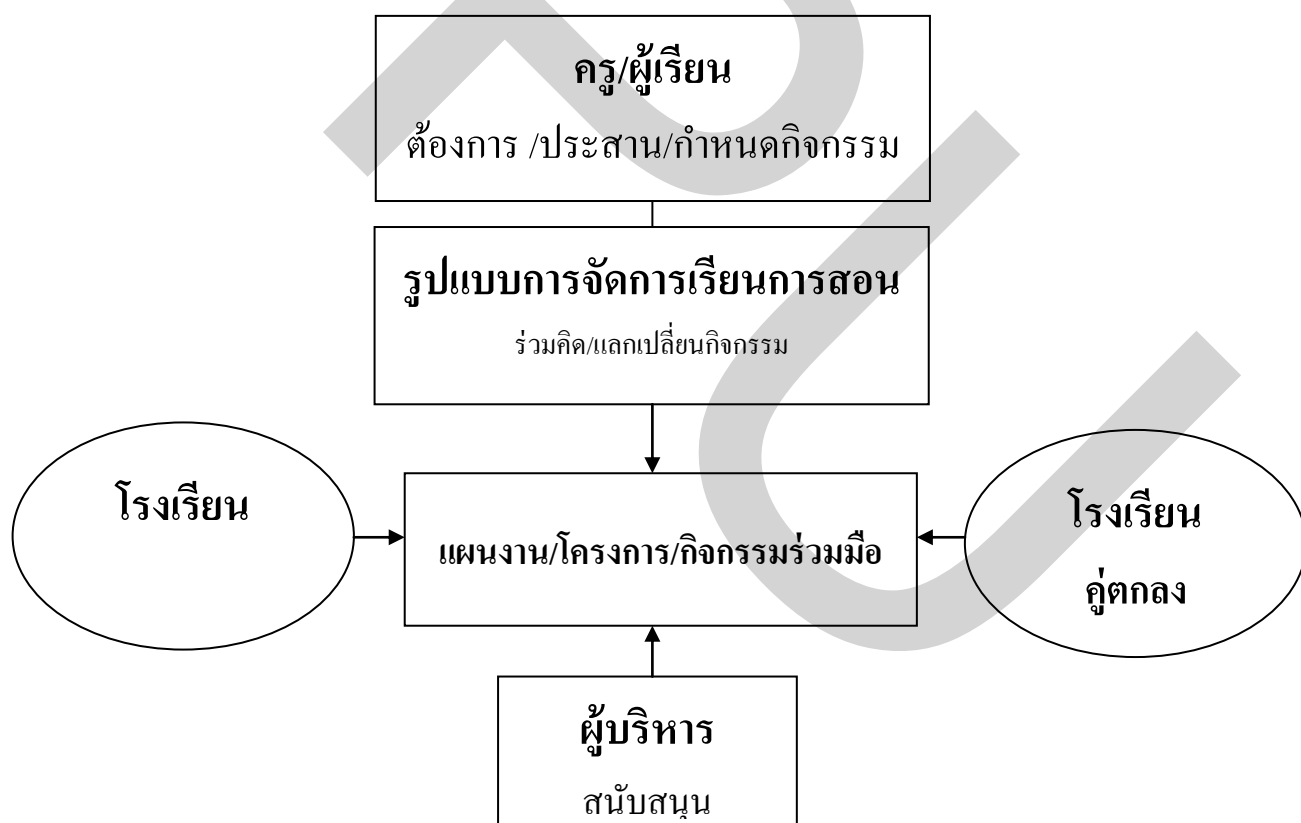 ครู/ผู้เรียน
ต้องการ /ประสาน/กำหนดกิจกรรม
รูปแบบการจัดการเรียนการสอน
ร่วมคิด/แลกเปลี่ยนกิจกรรม
โรงเรียน
แผนงาน/โครงการ/กิจกรรมร่วมมือ
โรงเรียน
คู่ตกลง
ผู้บริหาร
สนับสนุน